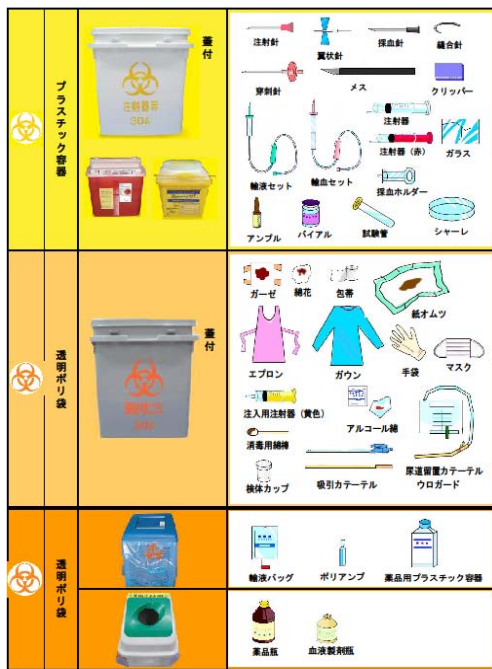 プラスチック容器
蓋付
注射針
翼状針
採血針
縫合針
穿刺針
メス
クリッパー
注射器
注射器（赤）
ガラス
輸液セット
輸血セット
採血ホルダー
アンプル
バイアル
試験管
シャーレ
透明ポリ袋
蓋付
ガーゼ
綿花
包帯
紙オムツ
エプロン
ガウン
手袋
マスク
注入用注射器（黄色）
アルコール綿
消毒用綿棒
検体カップ
吸引カテーテル
尿道留置カテーテル
ウロガード
透明ポリ袋
輸液バッグ
ポリアンプ
薬品用プラスチック容器
薬品瓶
血液製剤瓶